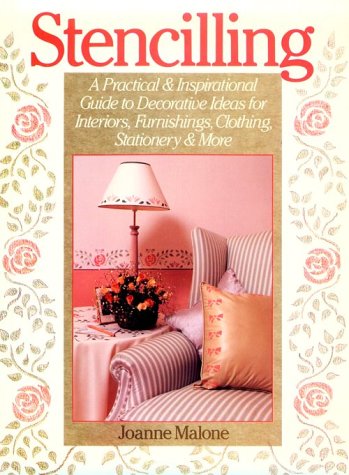 Stencilling
A Practical & Inspirational
Guide to Decorative Ideas for
Interiors, Furnishings, Clothing,
Stationery & More
Joanne Malone